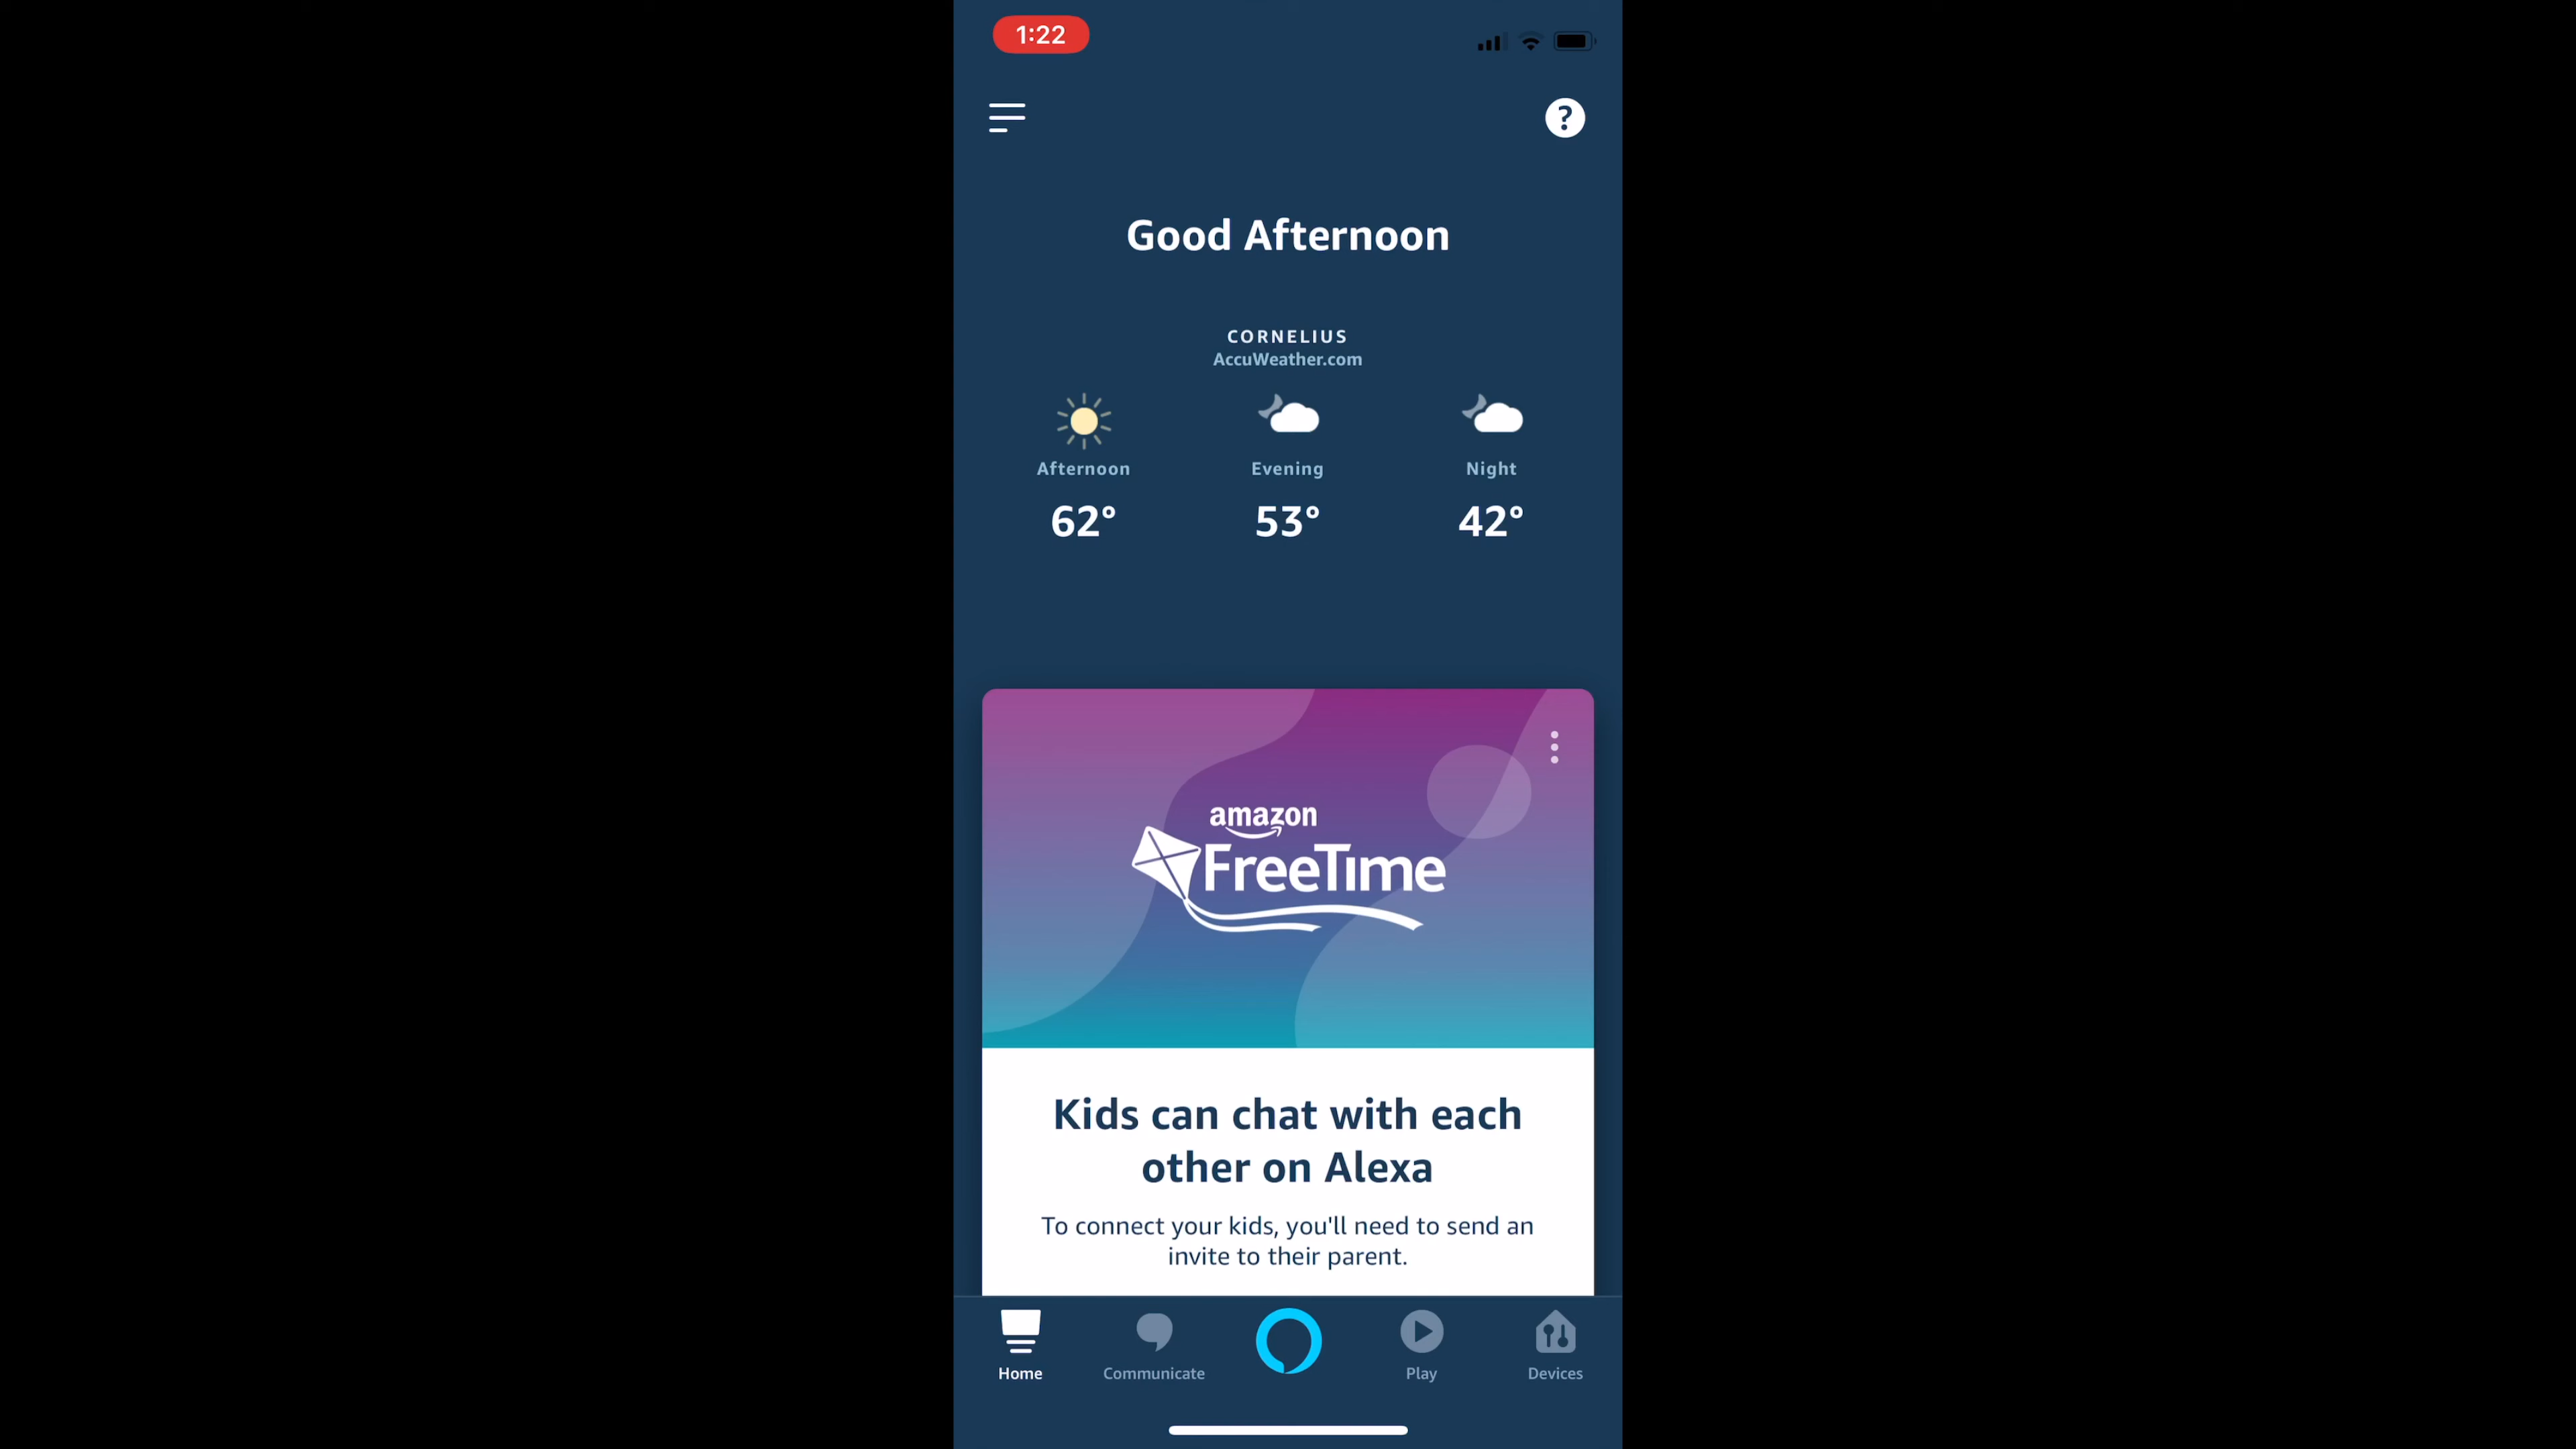 1:22
?
Good Afternoon
CORNELIUS
AccuWeather.com
Afternoon Evening Night
62° 53° 42°
amazon
FreeTime
Kids can chat with each
other on Alexa
To connect your kids, you'll need to send an
invite to their parent.
Home Communicate Play Devices